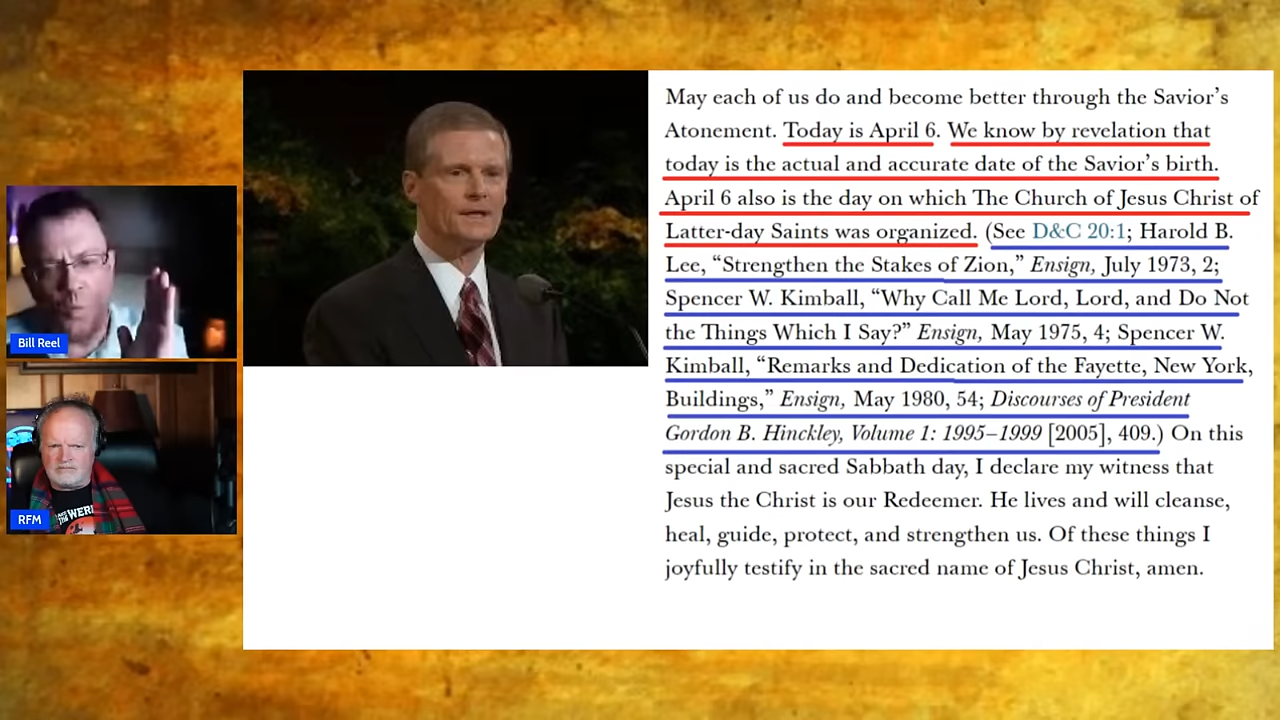 May each of us do and become better through the Savior’s
Atonement. Today is April 6. We know by revelation that
today is the actual and accurate date of the Savior’s birth.
April 6 also is the day on which The Church of Jesus Christ of
Latter-day Saints was organized. (See D&C 20:1; Harold B.
Lee, “Strengthen the Stakes of Zion,” Ensign, July 1973, 2;
Spencer W. Kimball, “Why Call Me Lord, Lord, and Do Not
the Things Which I Say?” Ensign, May 1975, 4; Spencer W.
Kimball, “Remarks and Dedication of the Fayette, New York,
Buildings,” Ensign, May 1980, 54; Discourses of President
Gordon B. Hinckley, Volume 1: 1995–1999 [2005], 409.) On this
special and sacred Sabbath day, I declare my witness that
Jesus the Christ is our Redeemer. He lives and will cleanse,
heal, guide, protect, and strengthen us. Of these things I
joyfully testify in the sacred name of Jesus Christ, amen.
Bill Reel
RFM